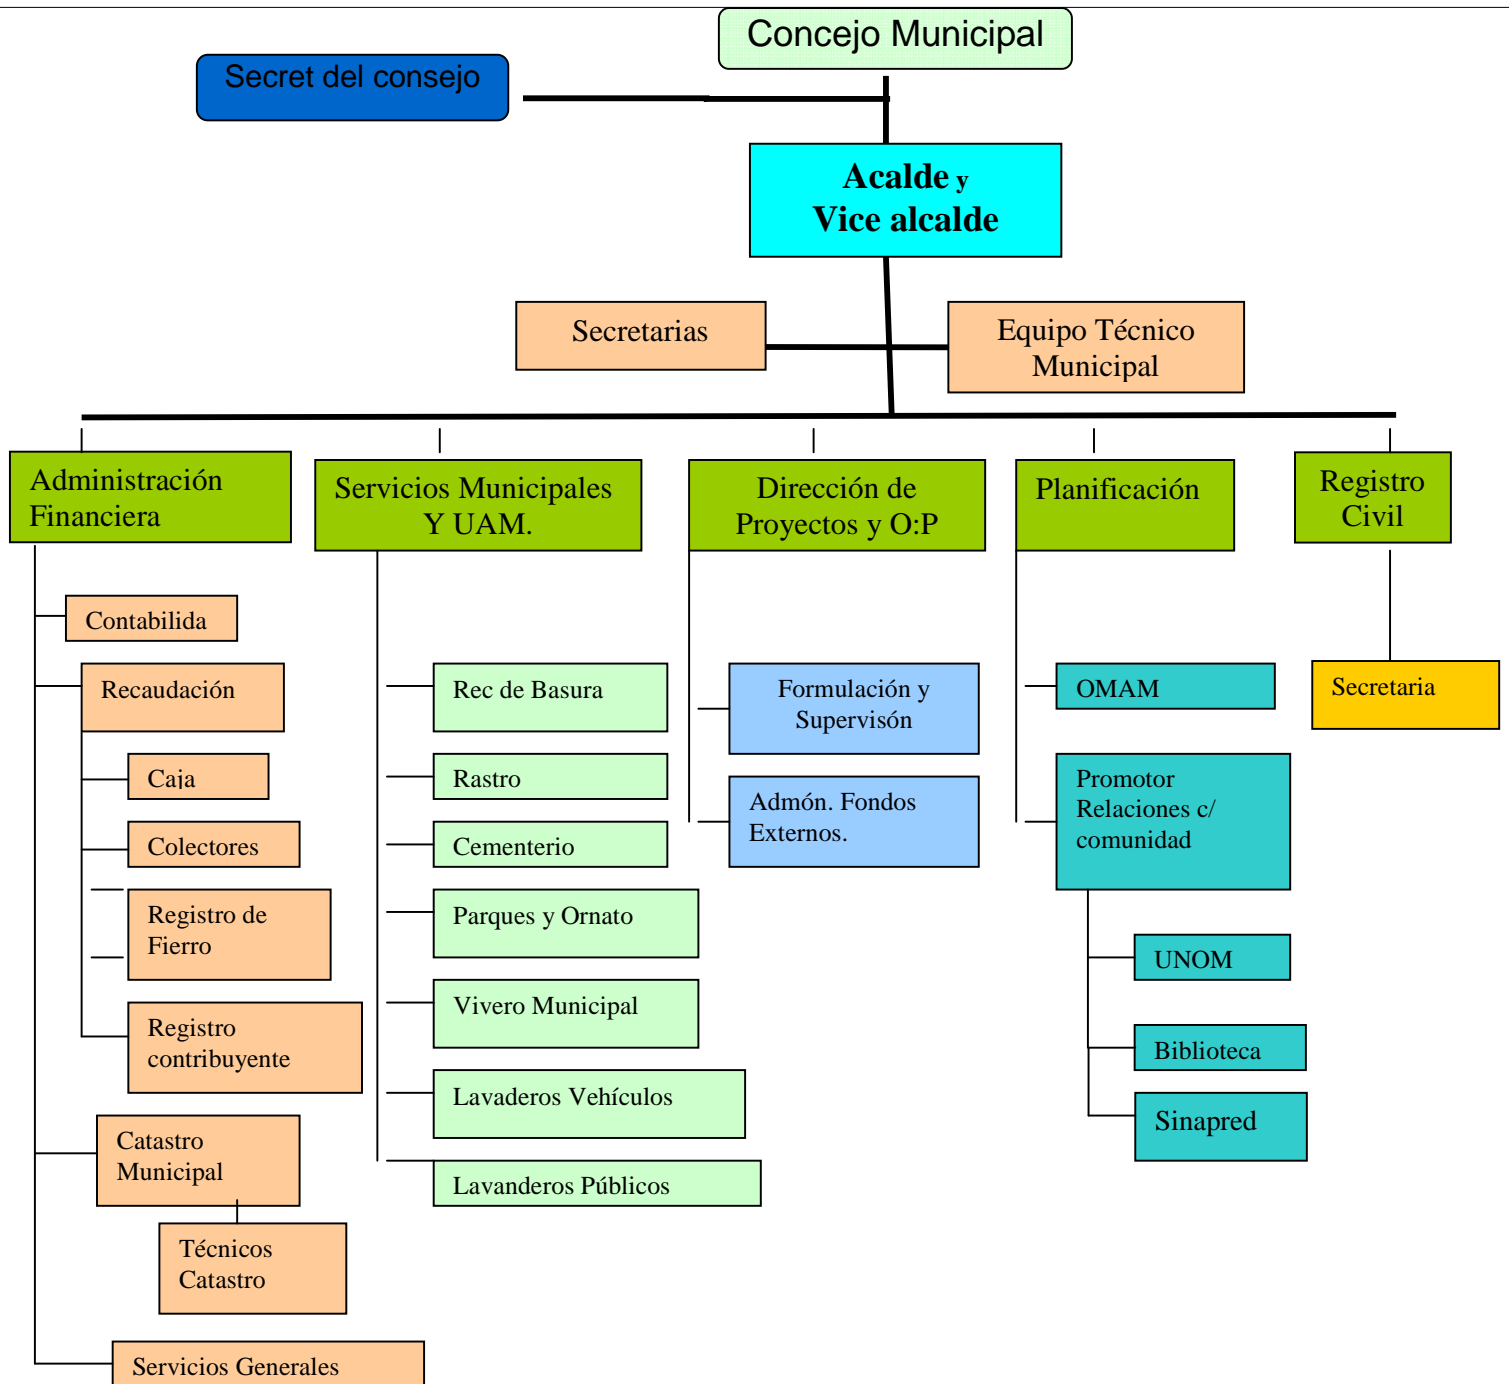 Concejo Municipal
Secret del consejo
Acalde y
Vice alcalde
Secretarias
Equipo Técnico
Municipal
Administración
Financiera
Servicios Municipales
Y UAM.
Dirección de
Proyectos y O:P
Planificación
Registro
Civil
Contabilida
Recaudación
Caja
Colectores
Registro de
Fierro
Registro
contribuyente
Catastro
Municipal
Técnicos
Catastro
Servicios Generales
Rec de Basura
Rastro
Cementerio
Parques y Ornato
Vivero Municipal
Lavaderos Vehículos
Lavanderos Públicos
Formulación y
Supervisón
Admón. Fondos
Externos.
OMAM
Promotor
Relaciones c/
comunidad
UNOM
Biblioteca
Sinapred
Secretaria